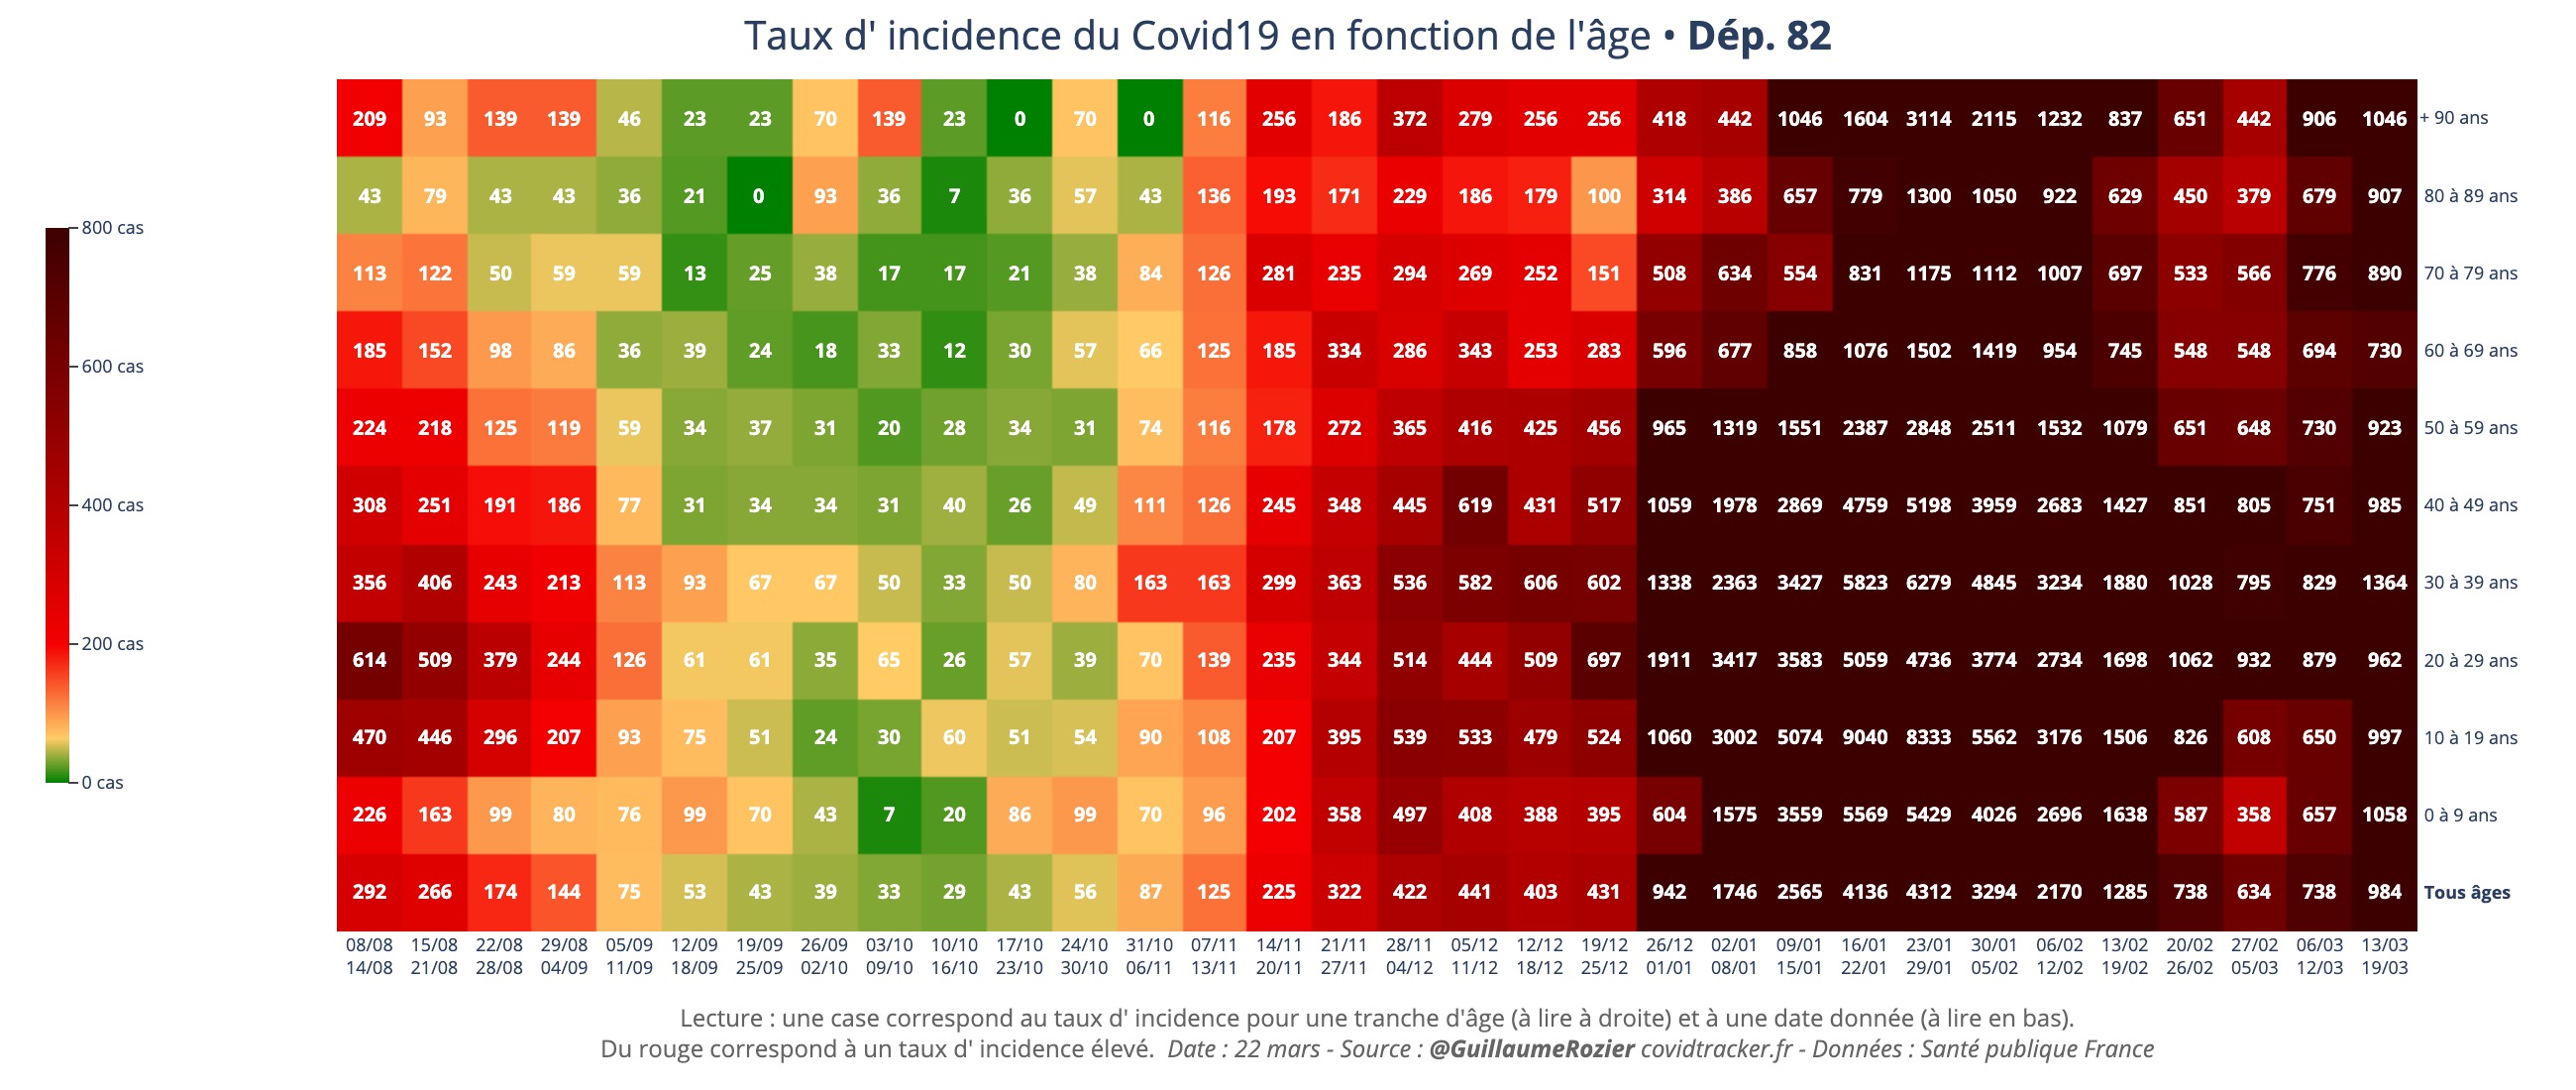 Taux d' incidence du Covid19 en fonction de l'âge • Dép. 82
209 93 139 139 46 23 23 70 139 23 0 70 0 116 256 186 372 279 256 256 418 442 1046 1604 3114 2115 1232 837 651 442 906 1046 + 90 ans
43 79 43 43 36 21 0 93 36 7 36 57 43 136 193 171 229 186 179 100 314 386 657 779 1300 1050 922 629 450 379 679 907 80 à 89 ans
800 cas
113 122 50 59 59 13 25 38 17 17 21 38 84 126 281 235 294 269 252 151 508 634 554 831 1175 1112 1007 697 533 566 776 890 70 à 79 ans
185 152 98 86 36 39 24 18 33 12 30 57 66 125 185 334 286 343 253 283 596 677 858 1076 1502 1419 954 745 548 548 694 730 60 à 69 ans
600 cas
224 218 125 119 59 34 37 31 20 28 34 31 74 116 178 272 365 416 425 456 965 1319 1551 2387 2848 2511 1532 1079 651 648 730 923 50 à 59 ans
400 cas
308 251 191 186 77 31 34 34 31 40 26 49 111 126 245 348 445 619 431 517 1059 1978 2869 4759 5198 3959 2683 1427 851 805 751 985 40 à 49 ans
356 406 243 213 113 93 67 67 50 33 50 80 163 163 299 363 536 582 606 602 1338 2363 3427 5823 6279 4845 3234 1880 1028 795 829 1364 30 à 39 ans
200 cas
614 509 379 244 126 61 61 35 65 26 57 39 70 139 235 344 514 444 509 697 1911 3417 3583 5059 4736 3774 2734 1698 1062 932 879 962 20 à 29 ans
470 446 296 207 93 75 51 24 30 60 51 54 90 108 207 395 539 533 479 524 1060 3002 5074 9040 8333 5562 3176 1506 826 608 650 997 10 à 19 ans
0 cas
226 163 99 80 76 99 70 43 7 20 86 99 70 96 202 358 497 408 388 395 604 1575 3559 5569 5429 4026 2696 1638 587 358 657 1058 0 à 9 ans
292 266 174 144 75 53 43 39 33 29 43 56 87 125 225 322 422 441 403 431 942 1746 2565 4136 4312 3294 2170 1285 738 634 738 984 Tous âges
08/08 15/08 22/08 29/08 05/09 12/09 19/09 26/09 03/10 10/10 17/10 24/10 31/10 07/11 14/11 21/11 28/11 05/12 12/12 19/12 26/12 02/01 09/01 16/01 23/01 30/01 06/02 13/02 20/02 27/02 06/03 13/03
14/08 21/08 28/08 04/09 11/09 18/09 25/09 02/10 09/10 16/10 23/10 30/10 06/11 13/11 20/11 27/11 04/12 11/12 18/12 25/12 01/01 08/01 15/01 22/01 29/01 05/02 12/02 19/02 26/02 05/03 12/03 19/03
Lecture : une case correspond au taux d' incidence pour une tranche d'âge (à lire à droite) et à une date donnée (à lire en bas).
Du rouge correspond à un taux d' incidence élevé. Date : 22 mars - Source : @GuillaumeRozier covidtracker.fr - Données : Santé publique France